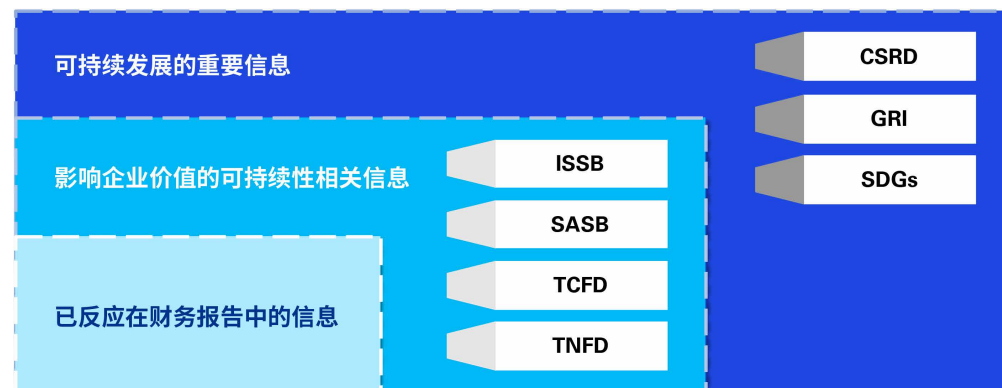 可持续发展的重要信息
CSRD
GRI
SDGs
影响企业价值的可持续性相关信息
ISSB
SASB
TCFD
TNFD
已反应在财务报告中的信息